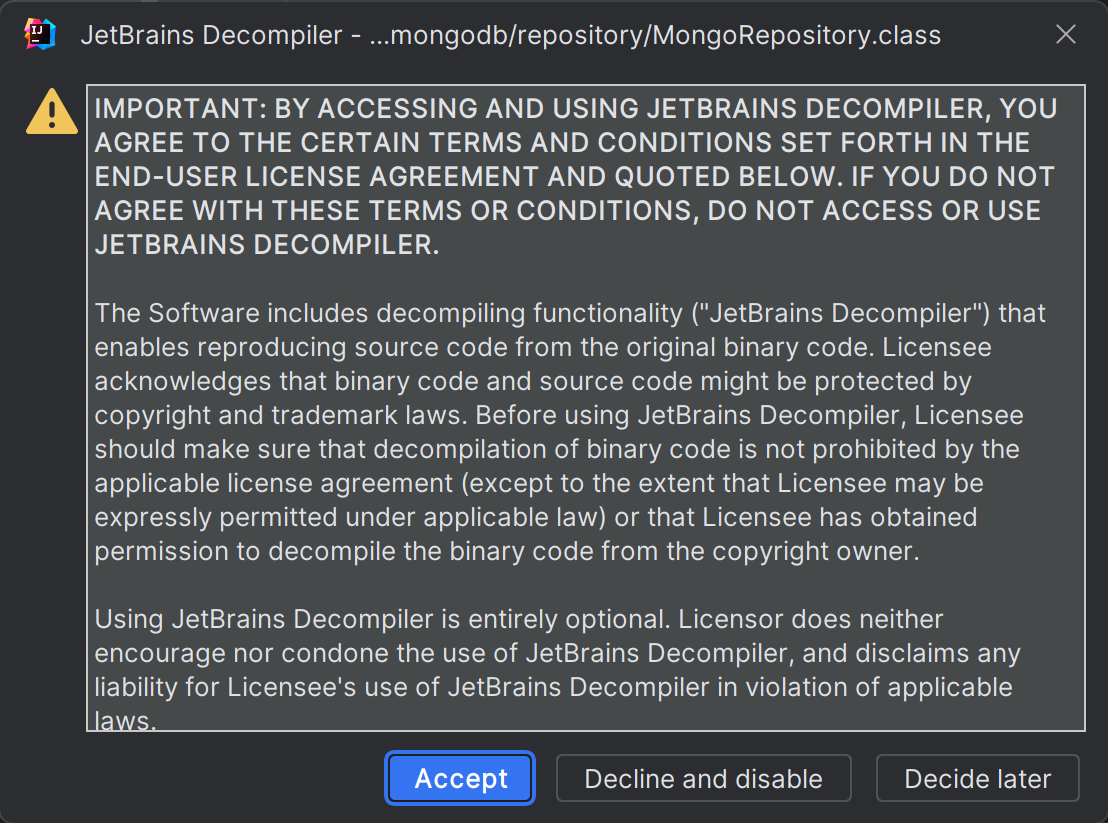 IJ
JetBrains Decompiler - ...mongodb/repository/MongoRepository.class
IMPORTANT: BY ACCESSING AND USING JETBRAINS DECOMPILER, YOU
AGREE TO THE CERTAIN TERMS AND CONDITIONS SET FORTH IN THE
END-USER LICENSE AGREEMENT AND QUOTED BELOW. IF YOU DO NOT
AGREE WITH THESE TERMS OR CONDITIONS, DO NOT ACCESS OR USE
JETBRAINS DECOMPILER.
The Software includes decompiling functionality ("JetBrains Decompiler") that
enables reproducing source code from the original binary code. Licensee
acknowledges that binary code and source code might be protected by
copyright and trademark laws. Before using JetBrains Decompiler, Licensee
should make sure that decompilation of binary code is not prohibited by the
applicable license agreement (except to the extent that Licensee may be
expressly permitted under applicable law) or that Licensee has obtained
permission to decompile the binary code from the copyright owner.
Using JetBrains Decompiler is entirely optional. Licensor does neither
encourage nor condone the use of JetBrains Decompiler, and disclaims any
liability for Licensee's use of JetBrains Decompiler in violation of applicable
laws.
Accept
Decline and disable
Decide later